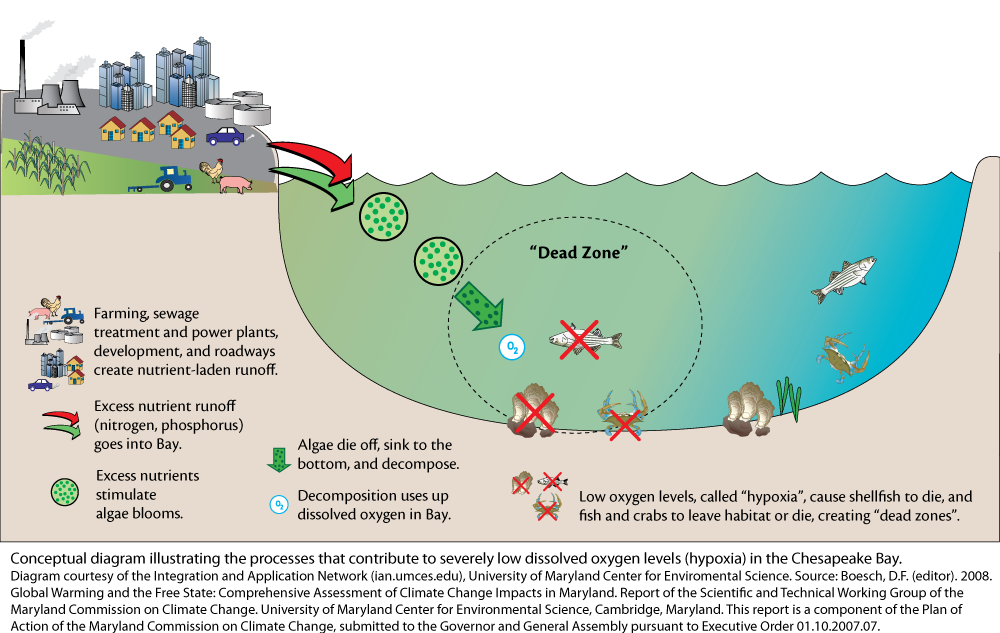 “Dead Zone”
O2
Farming, sewage
treatment and power plants,
development, and roadways
create nutrient-laden runoff.
Excess nutrient runoff
(nitrogen, phosphorus)
goes into Bay.
Excess nutrients
stimulate
algae blooms.
Algae die off, sink to the
bottom, and decompose.
O2
Decomposition uses up
dissolved oxygen in Bay.
Low oxygen levels, called “hypoxia”, cause shellfish to die, and
fish and crabs to leave habitat or die, creating “dead zones”.
Conceptual diagram illustrating the processes that contribute to severely low dissolved oxygen levels (hypoxia) in the Chesapeake Bay.
Diagram courtesy of the Integration and Application Network (ian.umces.edu), University of Maryland Center for Enviromental Science. Source: Boesch, D.F. (editor). 2008.
Global Warming and the Free State: Comprehensive Assessment of Climate Change Impacts in Maryland. Report of the Scientific and Technical Working Group of the
Maryland Commission on Climate Change. University of Maryland Center for Environmental Science, Cambridge, Maryland. This report is a component of the Plan of
Action of the Maryland Commission on Climate Change, submitted to the Governor and General Assembly pursuant to Executive Order 01.10.2007.07.